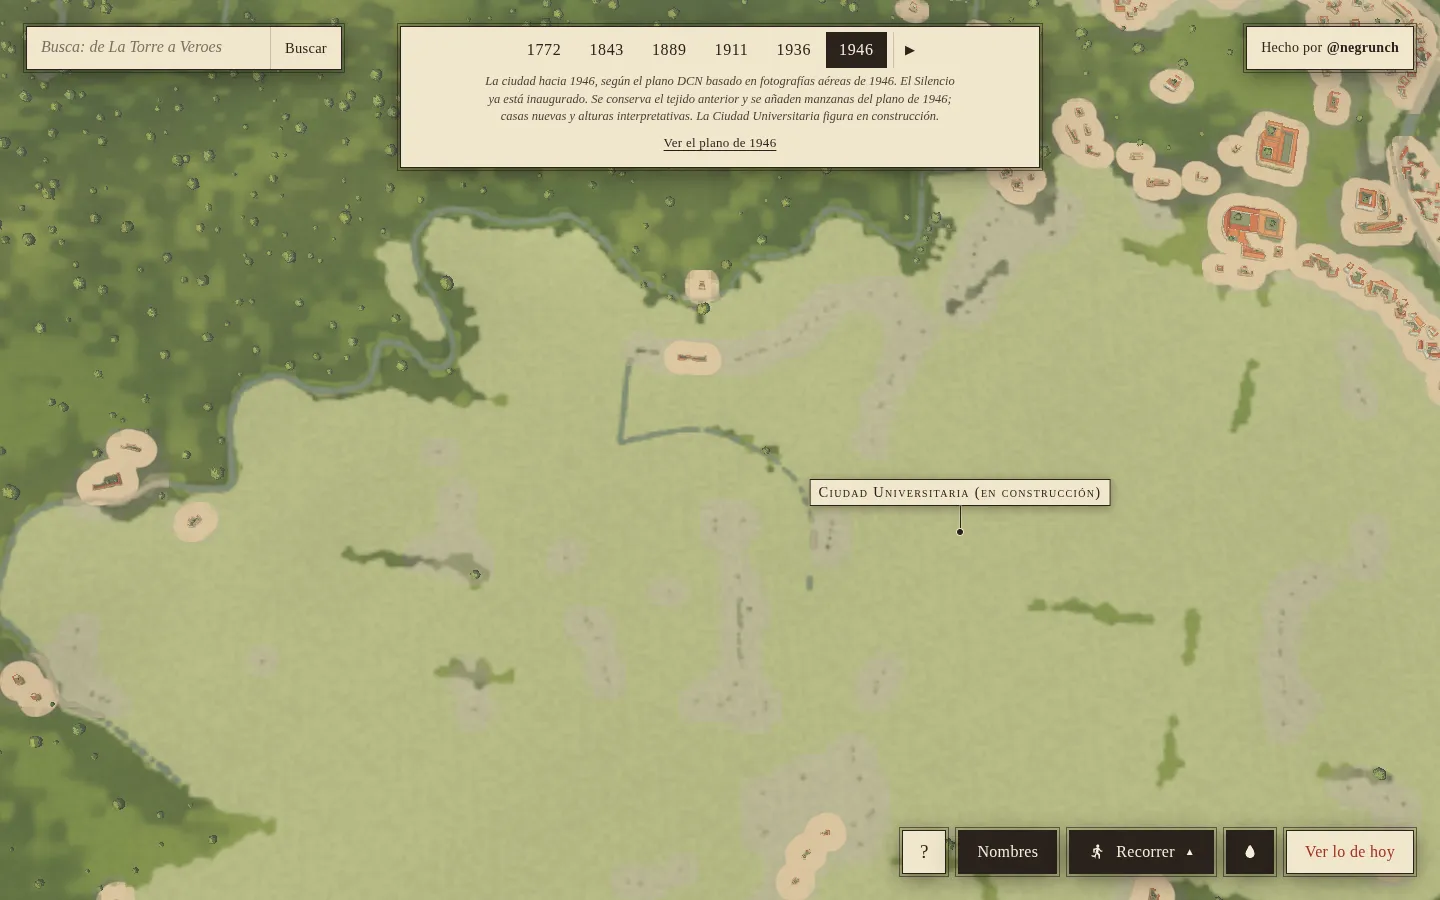 Busca: de La Torre a Veroes
Buscar
1772 1843 1889 1911 1936 1946 ▶
La ciudad hacia 1946, según el plano DCN basado en fotografías aéreas de 1946. El Silencio
ya está inaugurado. Se conserva el tejido anterior y se añaden manzanas del plano de 1946;
casas nuevas y alturas interpretativas. La Ciudad Universitaria figura en construcción.
Ver el plano de 1946
Hecho por @negrunch
Ciudad Universitaria (en construcción)
?
Nombres
Recorrer ▲
Ver lo de hoy